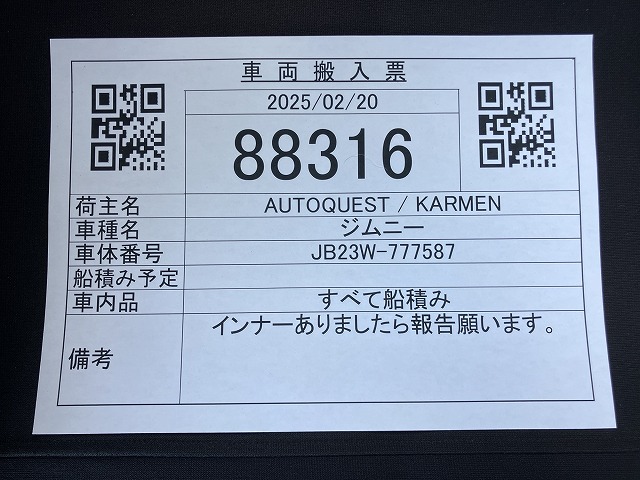 車両搬入票
2025/02/20
88316
荷主名 AUTOQUEST / KARMEN
車種名 ジムニー
車体番号 JB23W-777587
船積み予定
車内品 すべて船積み
備考 インナーありましたら報告願います。